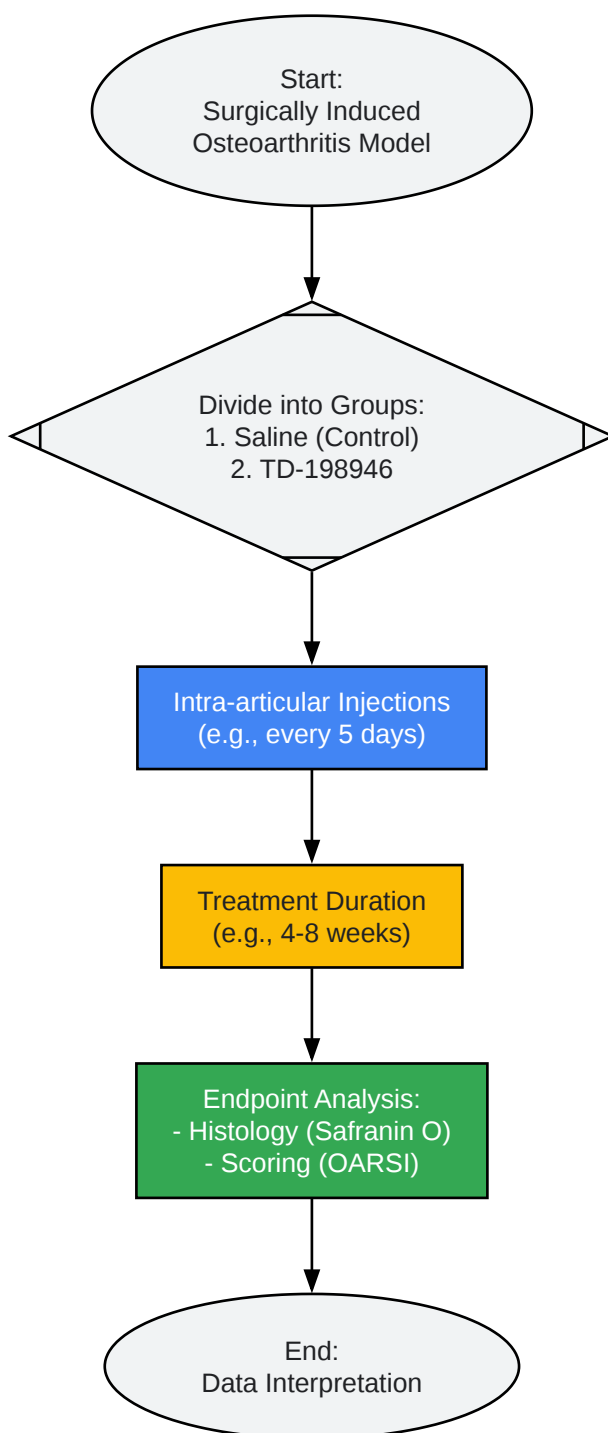 Start:
Surgically Induced
Osteoarthritis Model
Divide into Groups:
1. Saline (Control)
2. TD-198946
Intra-articular Injections
(e.g., every 5 days)
Treatment Duration
(e.g., 4-8 weeks)
Endpoint Analysis:
- Histology (Safranin O)
- Scoring (OARSI)
End:
Data Interpretation